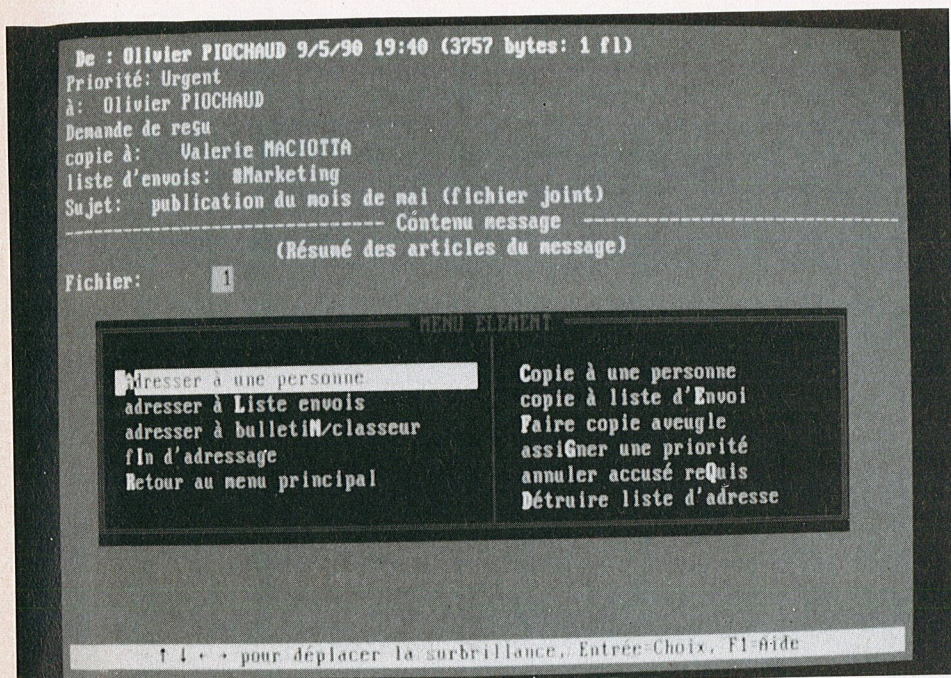 De : Olivier PIOCHAUD 9/5/90 19:40 (3757 bytes: 1 fl)
Priorité: Urgent
à: Olivier PIOCHAUD
Demande de reçu
copie à: Valerie MACIOTTA
liste d'envois: #Marketing
Sujet: publication du mois de mai (fichier joint)
Contenu message
(Résumé des articles du message)
Fichier: 1
MENU ELEMENT
Adresser à une personne
adresser à Liste envois
adresser à bulletiM/classeur
fIn d'adressage
Retour au menu principal
Copie à une personne
copie à liste d'Envoi
Faire copie aveugle
assiGner une priorité
annuler accusé reQuis
Détruire liste d'adresse
↑ ↓ ← → pour déplacer la surbrillance, Entrée=Choix, F1=Aide